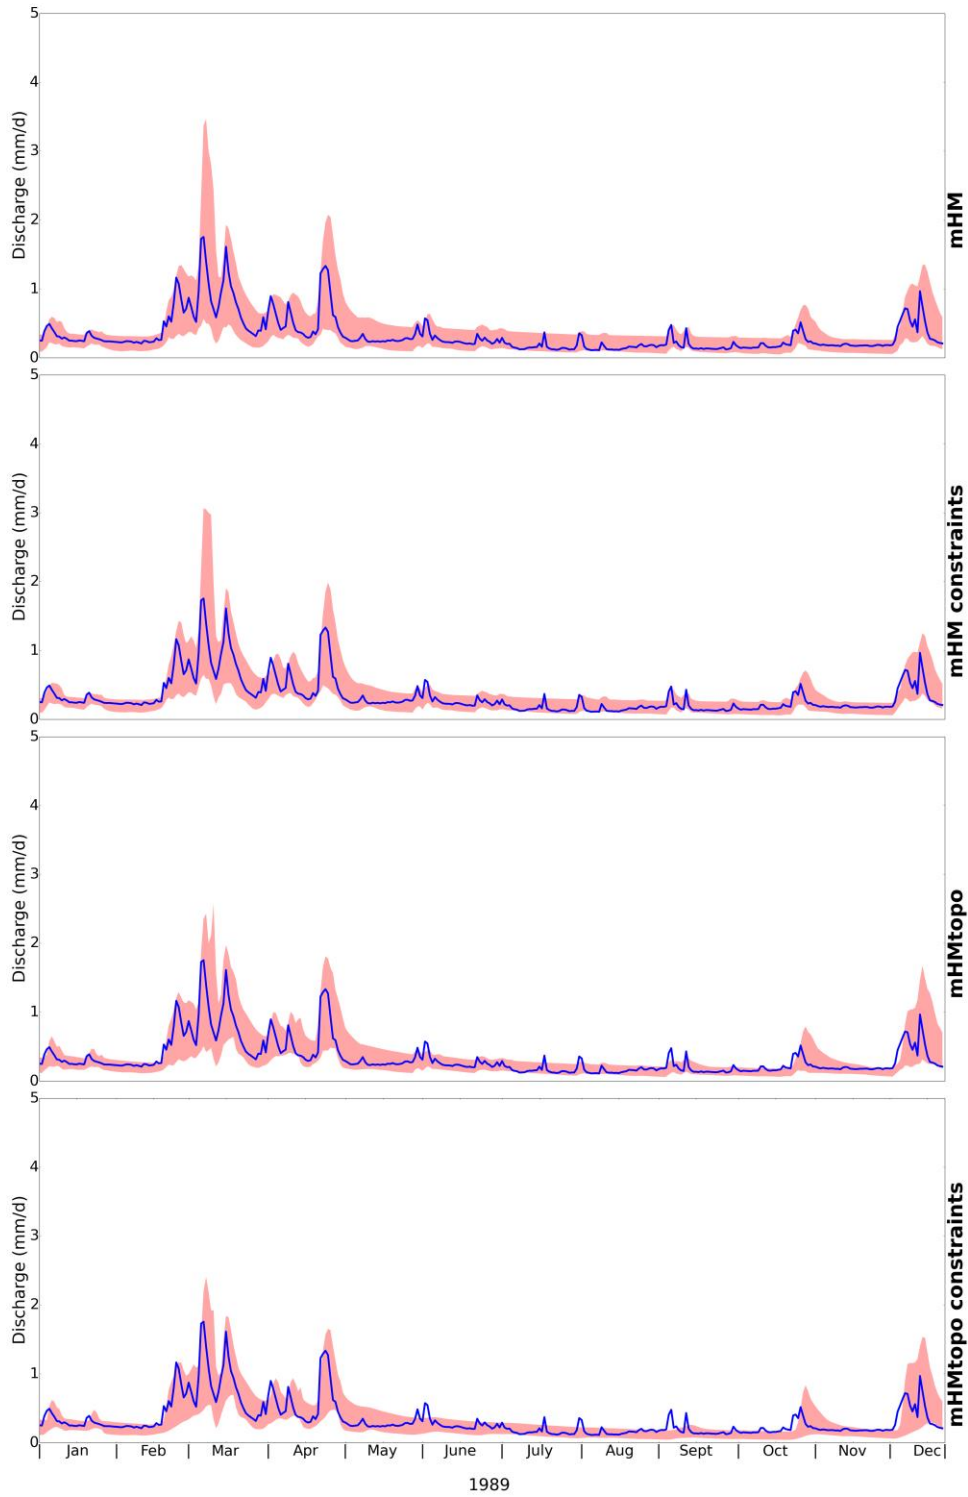 5
4
3
2
1
0
Discharge (mm/d)
mHM
5
4
3
2
1
0
Discharge (mm/d)
mHM constraints
5
4
3
2
1
0
Discharge (mm/d)
mHMtopo
5
4
3
2
1
0
Discharge (mm/d)
mHMtopo constraints
Jan | Feb | Mar | Apr | May | June | July | Aug | Sept | Oct | Nov | Dec
1989